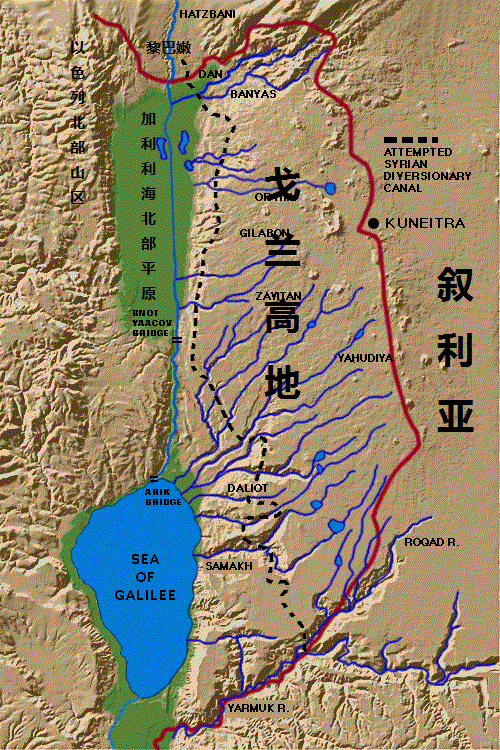 HATZBANI
黎巴嫩
DAN
BANYAS
以色列北部山区
加利利海北部平原
ATTEMPTED
SYRIAN
DIVERSIONARY
CANAL
戈兰高地
GILABON
KUNEITRA
叙利亚
ZAVITAN
BNOT
YAACOV
BRIDGE
YAHUDIYA
DALIOT
ARIK
BRIDGE
ROQAD R.
SEA
OF
GALILEE
SAMAKH
YARMUK R.